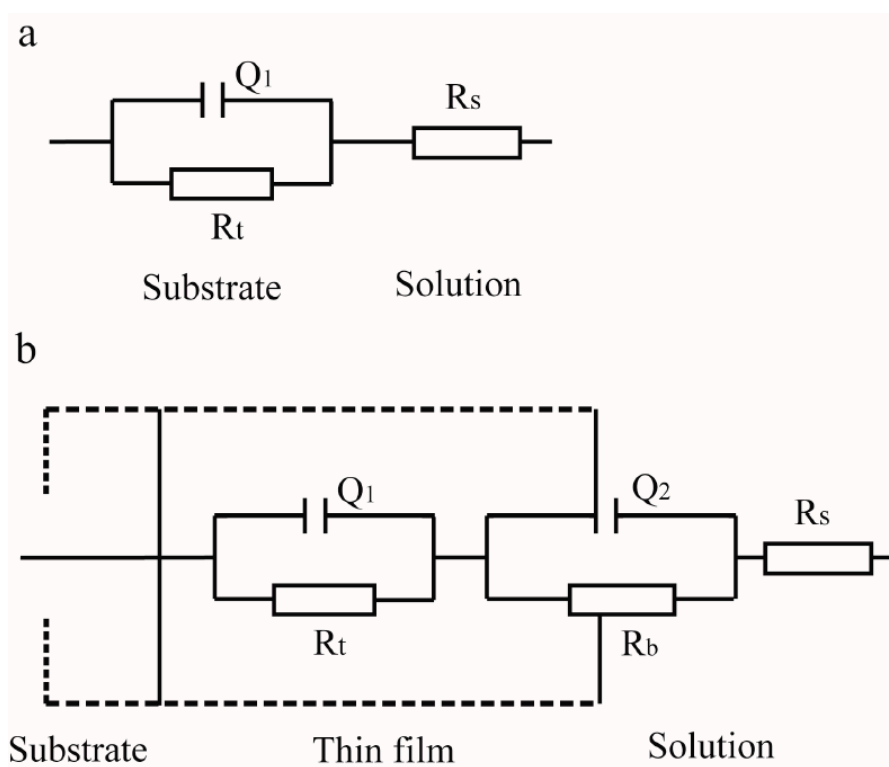 a
Q1
Rs
Rt
Substrate Solution
b
Q1
Q2
Rs
Rt
Rb
Substrate Thin film Solution